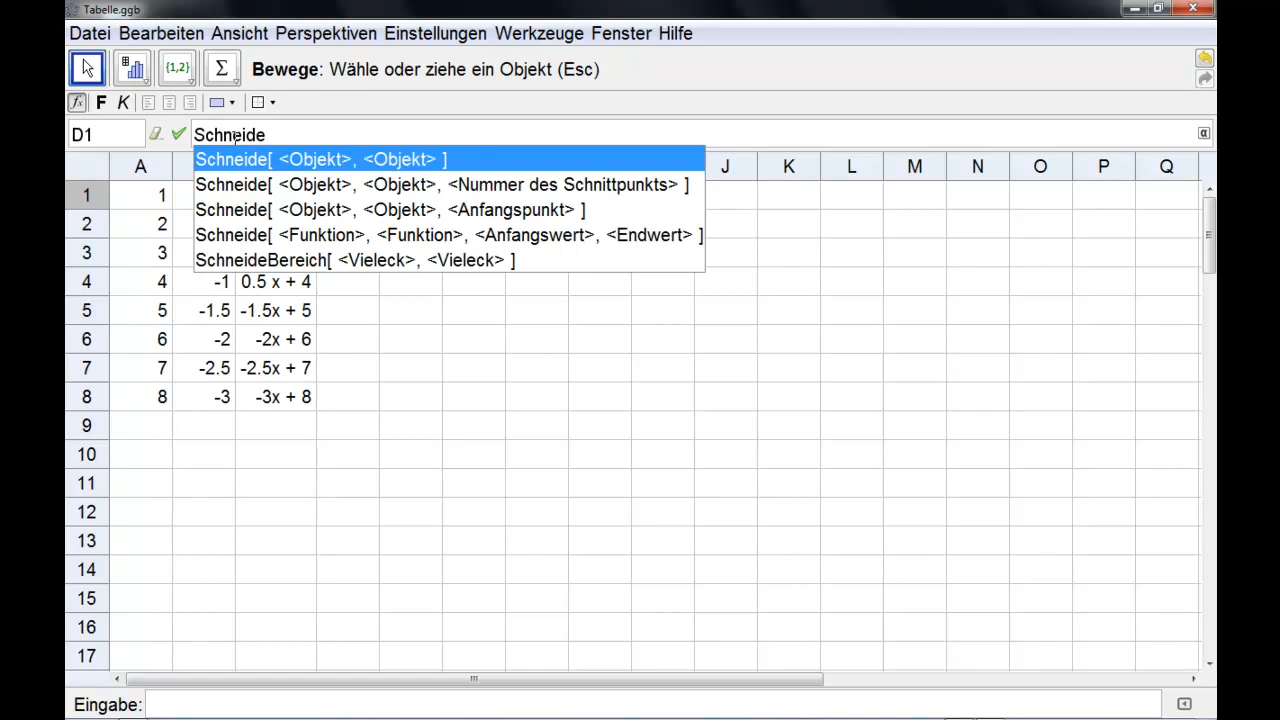 Tabelle.ggb
Datei Bearbeiten Ansicht Perspektiven Einstellungen Werkzeuge Fenster Hilfe
{1,2} Σ Bewege: Wähle oder ziehe ein Objekt (Esc)
fx F K
D1 Schneide α
Schneide[ <Objekt>, <Objekt> ]
Schneide[ <Objekt>, <Objekt>, <Nummer des Schnittpunkts> ]
Schneide[ <Objekt>, <Objekt>, <Anfangspunkt> ]
Schneide[ <Funktion>, <Funktion>, <Anfangswert>, <Endwert> ]
SchneideBereich[ <Vieleck>, <Vieleck> ]
A J K L M N O P Q
1 1
2 2
3 3
4 4 -1 0.5 x + 4
5 5 -1.5 -1.5x + 5
6 6 -2 -2x + 6
7 7 -2.5 -2.5x + 7
8 8 -3 -3x + 8
9
10
11
12
13
14
15
16
17
Eingabe: